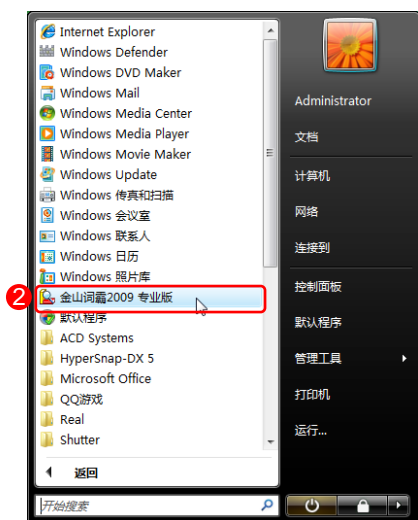 Internet Explorer
Windows Defender
Windows DVD Maker
Windows Mail
Windows Media Center
Windows Media Player
Windows Movie Maker
Windows Update
Windows 传真和扫描
Windows 会议室
Windows 联系人
Windows 日历
Windows 照片库
2
金山词霸2009 专业版
默认程序
ACD Systems
HyperSnap-DX 5
Microsoft Office
QQ游戏
Real
Shutter
返回
开始搜索
Administrator
文档
计算机
网络
连接到
控制面板
默认程序
管理工具
打印机
运行...